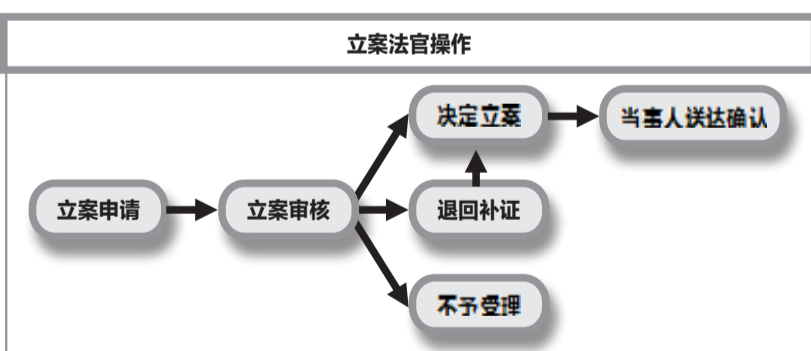 立案法官操作
决定立案
当事人送达确认
立案申请
立案审核
退回补证
不予受理